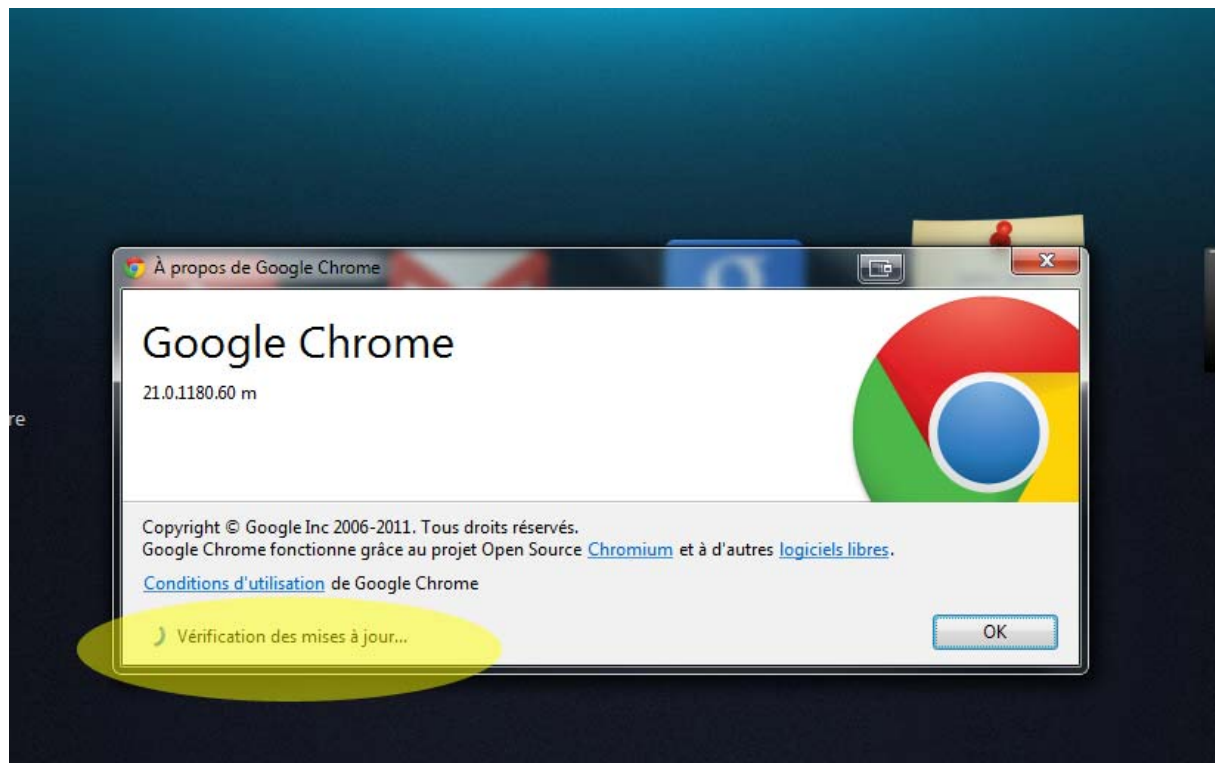 À propos de Google Chrome
Google Chrome
21.0.1180.60 m
re
Copyright © Google Inc 2006-2011. Tous droits réservés.
Google Chrome fonctionne grâce au projet Open Source Chromium et à d'autres logiciels libres.
Conditions d'utilisation de Google Chrome
Vérification des mises à jour...
OK